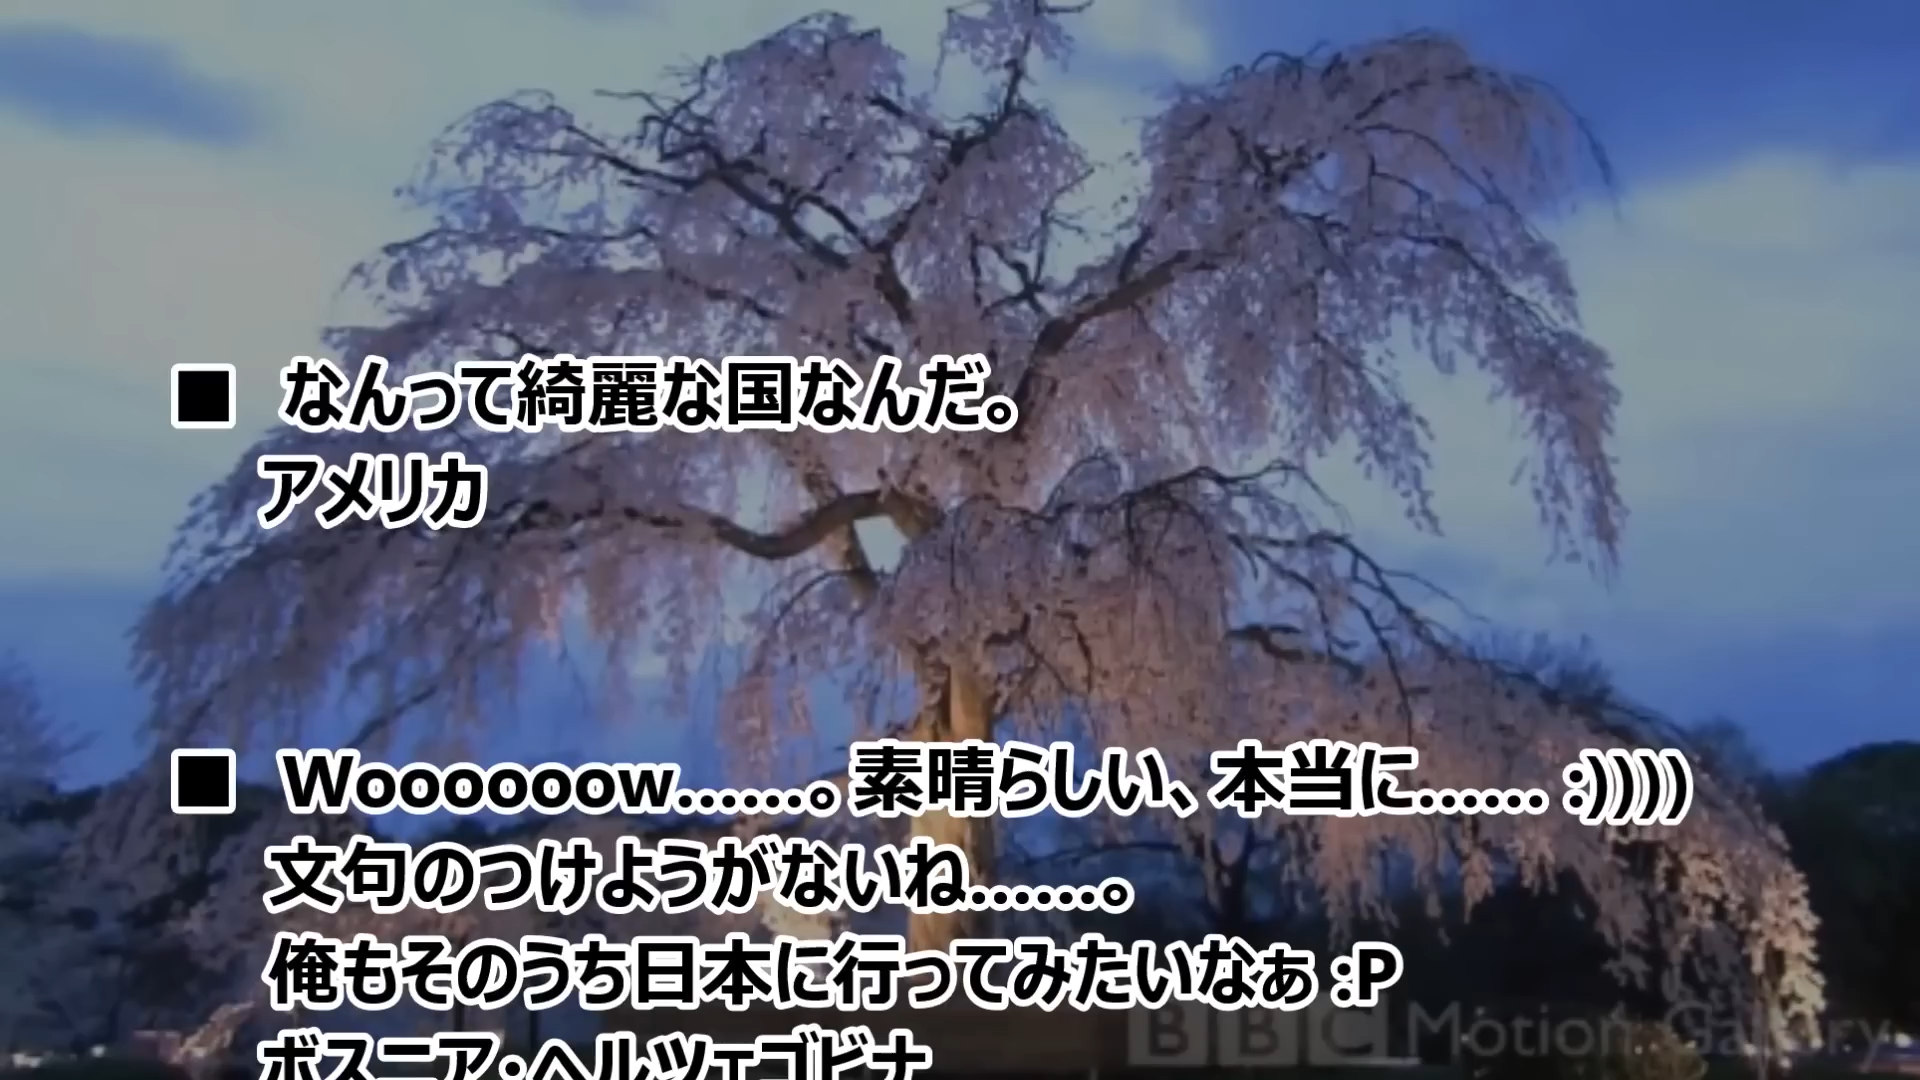 ■ なんって綺麗な国なんだ。
アメリカ
■ Woooooow……。素晴らしい、本当に…… :)))))
文句のつけようがないね……。
俺もそのうち日本に行ってみたいなぁ :P
ボスニア・ヘルツェゴビナ
BBC Motion Gallery